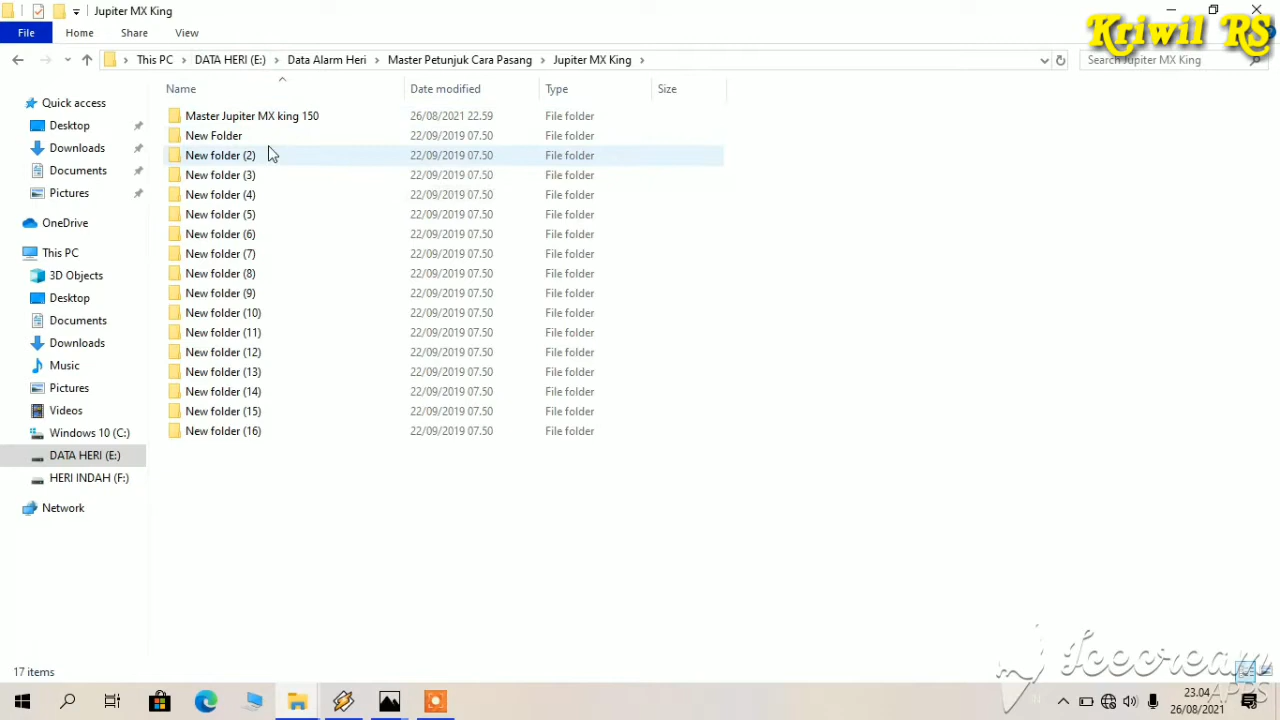 Jupiter MX King
File Home Share View
This PC DATA HERI (E:) Data Alarm Heri Master Petunjuk Cara Pasang Jupiter MX King Search Jupiter MX King
Kriwil RS
Name Date modified Type Size
Master Jupiter MX king 150 26/08/2021 22.59 File folder
New Folder 22/09/2019 07.50 File folder
New folder (2) 22/09/2019 07.50 File folder
New folder (3) 22/09/2019 07.50 File folder
New folder (4) 22/09/2019 07.50 File folder
New folder (5) 22/09/2019 07.50 File folder
New folder (6) 22/09/2019 07.50 File folder
New folder (7) 22/09/2019 07.50 File folder
New folder (8) 22/09/2019 07.50 File folder
New folder (9) 22/09/2019 07.50 File folder
New folder (10) 22/09/2019 07.50 File folder
New folder (11) 22/09/2019 07.50 File folder
New folder (12) 22/09/2019 07.50 File folder
New folder (13) 22/09/2019 07.50 File folder
New folder (14) 22/09/2019 07.50 File folder
New folder (15) 22/09/2019 07.50 File folder
New folder (16) 22/09/2019 07.50 File folder
Quick access
Desktop
Downloads
Documents
Pictures
OneDrive
This PC
3D Objects
Desktop
Documents
Downloads
Music
Pictures
Videos
Windows 10 (C:)
DATA HERI (E:)
HERI INDAH (F:)
Network
17 items
Icecream
APPS
23.04
26/08/2021